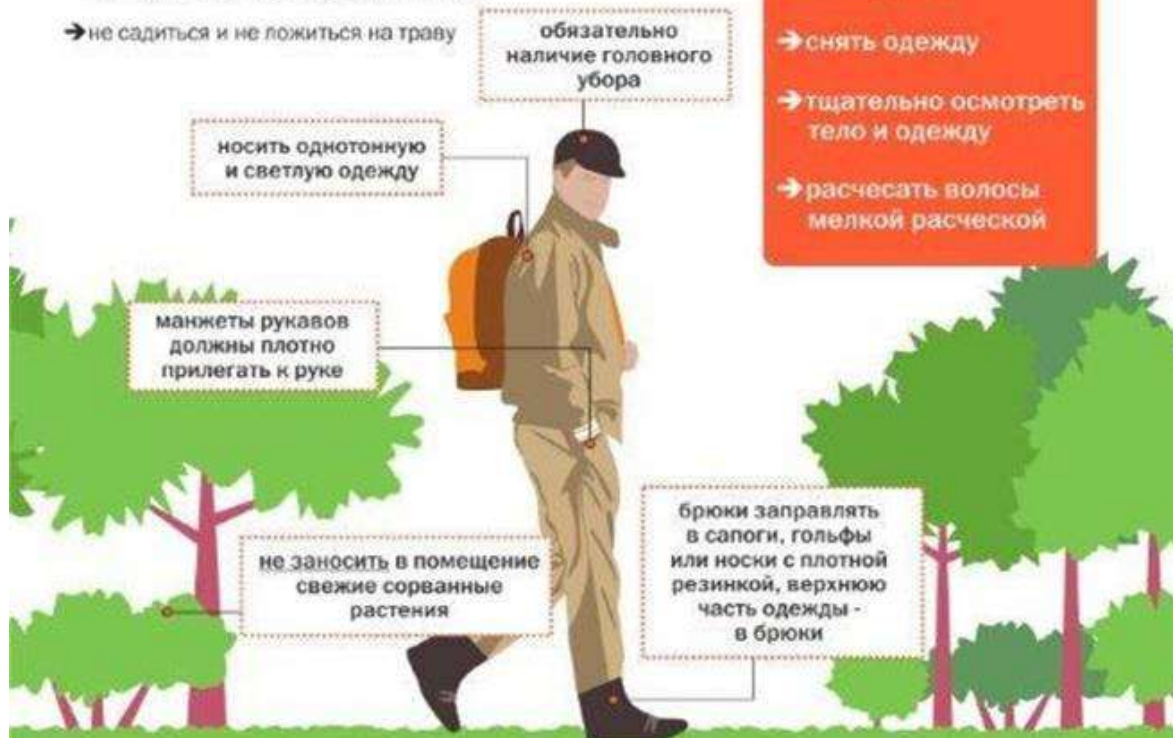 ➔ не садиться и не ложиться на траву
обязательно
наличие головного
убора
носить однотонную
и светлую одежду
манжеты рукавов
должны плотно
прилегать к руке
не заносить в помещение
свежие сорванные
растения
брюки заправлять
в сапоги, гольфы
или носки с плотной
резинкой, верхнюю
часть одежды -
в брюки
➔ снять одежду
➔ тщательно осмотреть
тело и одежду
➔ расчесать волосы
мелкой расческой